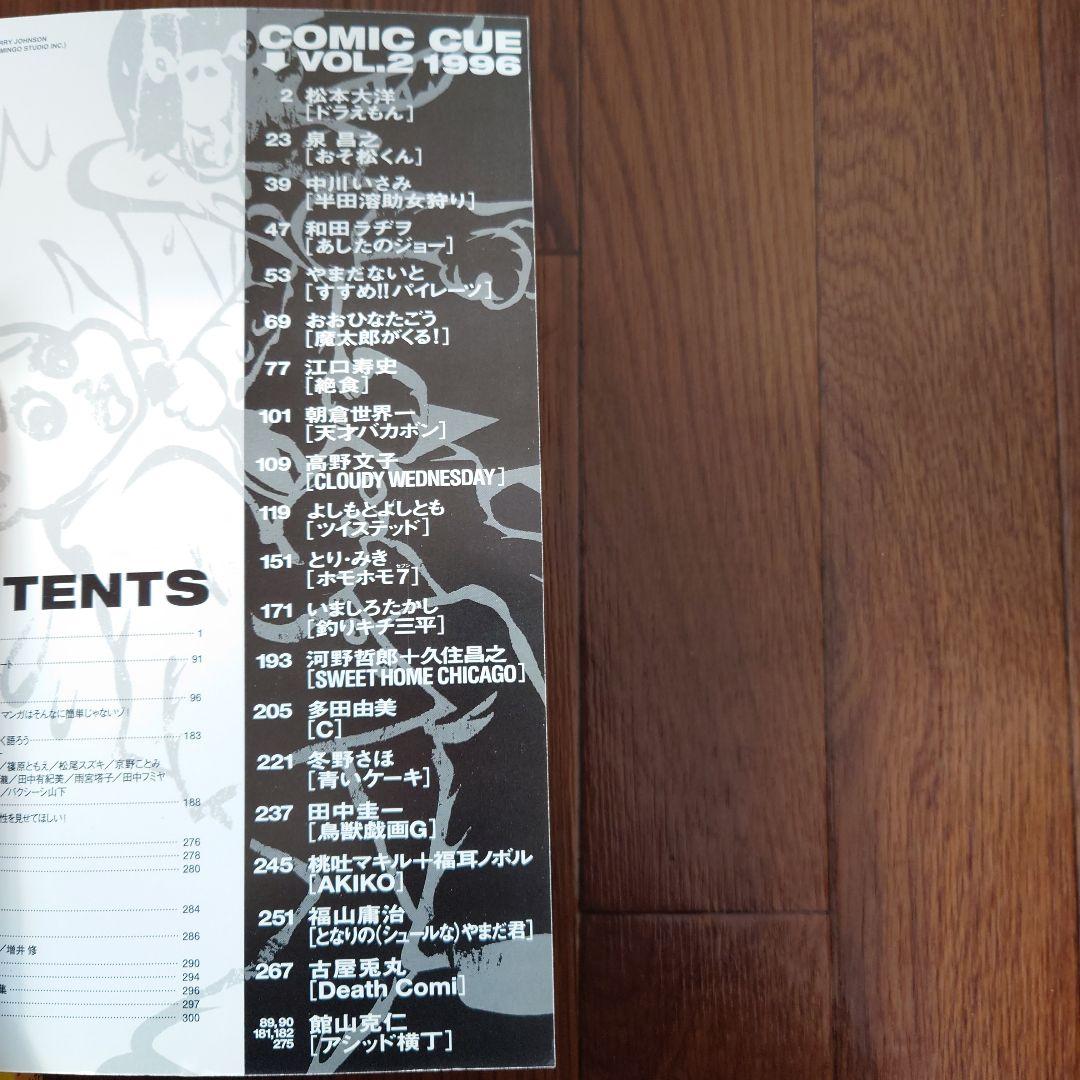 RRY JOHNSON
MINGO STUDIO INC.)
TENTS
1
ート 91
96
マンガはそんなに簡単じゃないゾ!
く語ろう 183
/篠原ともえ/松尾スズキ/京野ことみ
瀧/田中有紀美/雨宮塔子/田中フミヤ
/バクシーシ山下
188
性を見せてほしい!
276
278
280
284
286
/増井 修
290
294
集 296
297
300
COMIC CUE
VOL.2 1996
2 松本大洋
[ドラえもん]
23 泉 昌之
[おそ松くん]
39 中川いさみ
[半田溶助女狩り]
47 和田ラヂヲ
[あしたのジョー]
53 やまだないと
[すすめ!!パイレーツ]
69 おおひなたごう
[魔太郎がくる!]
77 江口寿史
[絶食]
101 朝倉世界一
[天才バカボン]
109 高野文子
[CLOUDY WEDNESDAY]
119 よしもとよしとも
[ツイステッド]
151 とり・みき
[ホモホモ7セブン]
171 いましろたかし
[釣りキチ三平]
193 河野哲郎+久住昌之
[SWEET HOME CHICAGO]
205 多田由美
[C]
221 冬野さほ
[青いケーキ]
237 田中圭一
[鳥獣戯画G]
245 桃吐マキル+福耳ノボル
[AKIKO]
251 福山庸治
[となりの(シュールな)やまだ君]
267 古屋兎丸
[Death Comi]
89,90
181,182
275
館山克仁
[アシッド横丁]